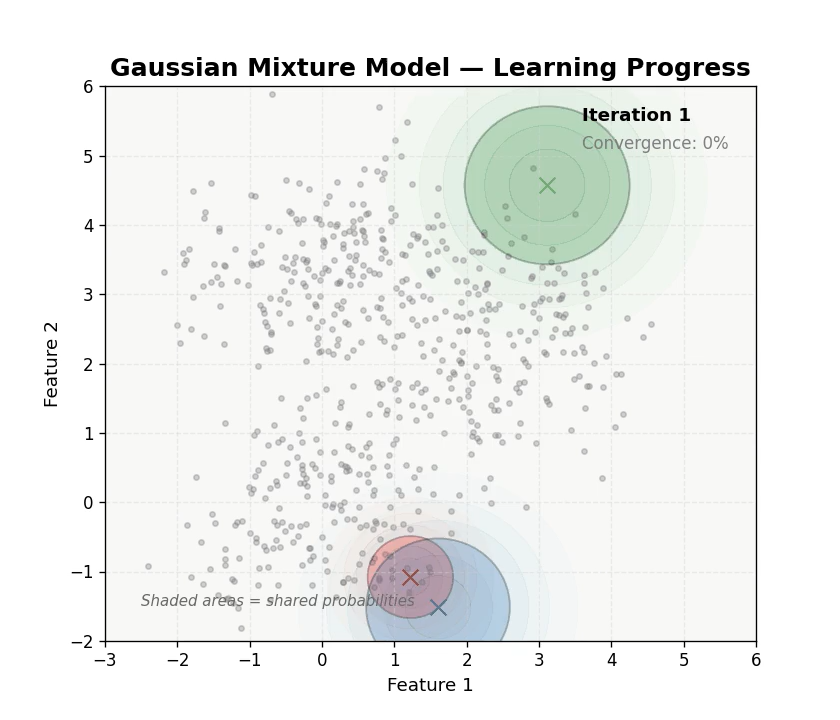 Gaussian Mixture Model — Learning Progress
6
Iteration 1
Convergence: 0%
5
4
3
2
1
0
−1
−2
Feature 2
Shaded areas = shared probabilities
−3 −2 −1 0 1 2 3 4 5 6
Feature 1